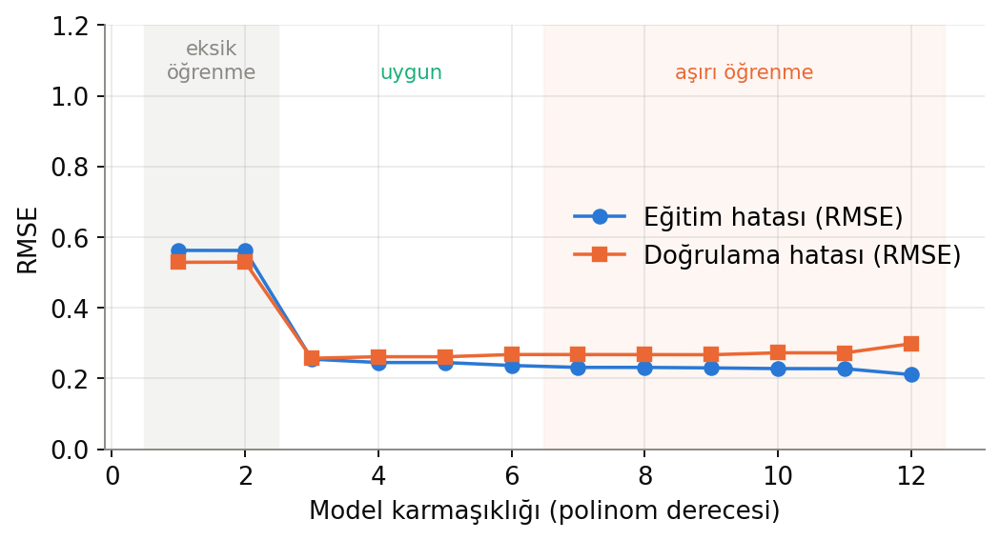 eksik
öğrenme
uygun
aşırı öğrenme
Eğitim hatası (RMSE)
Doğrulama hatası (RMSE)
RMSE
1.2
1.0
0.8
0.6
0.4
0.2
0.0
0 2 4 6 8 10 12
Model karmaşıklığı (polinom derecesi)